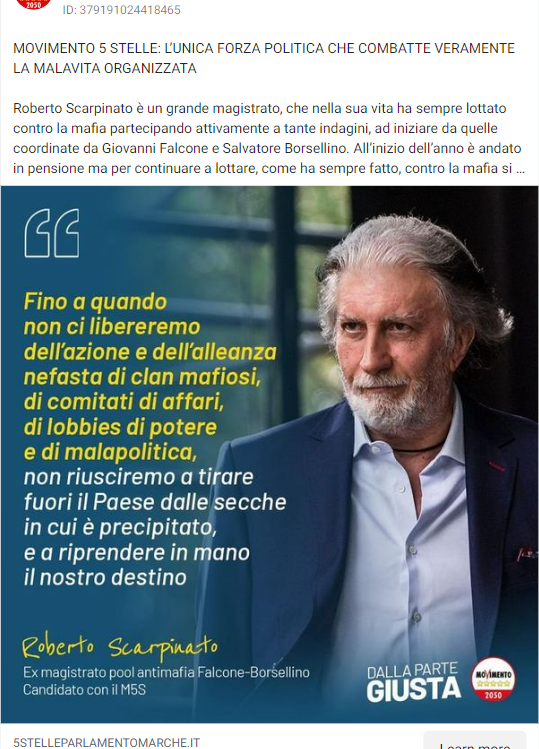 2050
ID: 379191024418465
MOVIMENTO 5 STELLE: L'UNICA FORZA POLITICA CHE COMBATTE VERAMENTE
LA MALAVITA ORGANIZZATA
Roberto Scarpinato è un grande magistrato, che nella sua vita ha sempre lottato
contro la mafia partecipando attivamente a tante indagini, ad iniziare da quelle
coordinate da Giovanni Falcone e Salvatore Borsellino. All'inizio dell'anno è andato
in pensione ma per continuare a lottare, come ha sempre fatto, contro la mafia si ...
Fino a quando
non ci libereremo
dell'azione e dell'alleanza
nefasta di clan mafiosi,
di comitati di affari,
di lobbies di potere
e di malapolitica,
non riusciremo a tirare
fuori il Paese dalle secche
in cui è precipitato,
e a riprendere in mano
il nostro destino
Roberto Scarpinato
Ex magistrato pool antimafia Falcone-Borsellino
Candidato con il M5S
DALLA PARTE
GIUSTA
MOVIMENTO
2050
5STELLEPARLAMENTOMARCHE.IT
Learn more